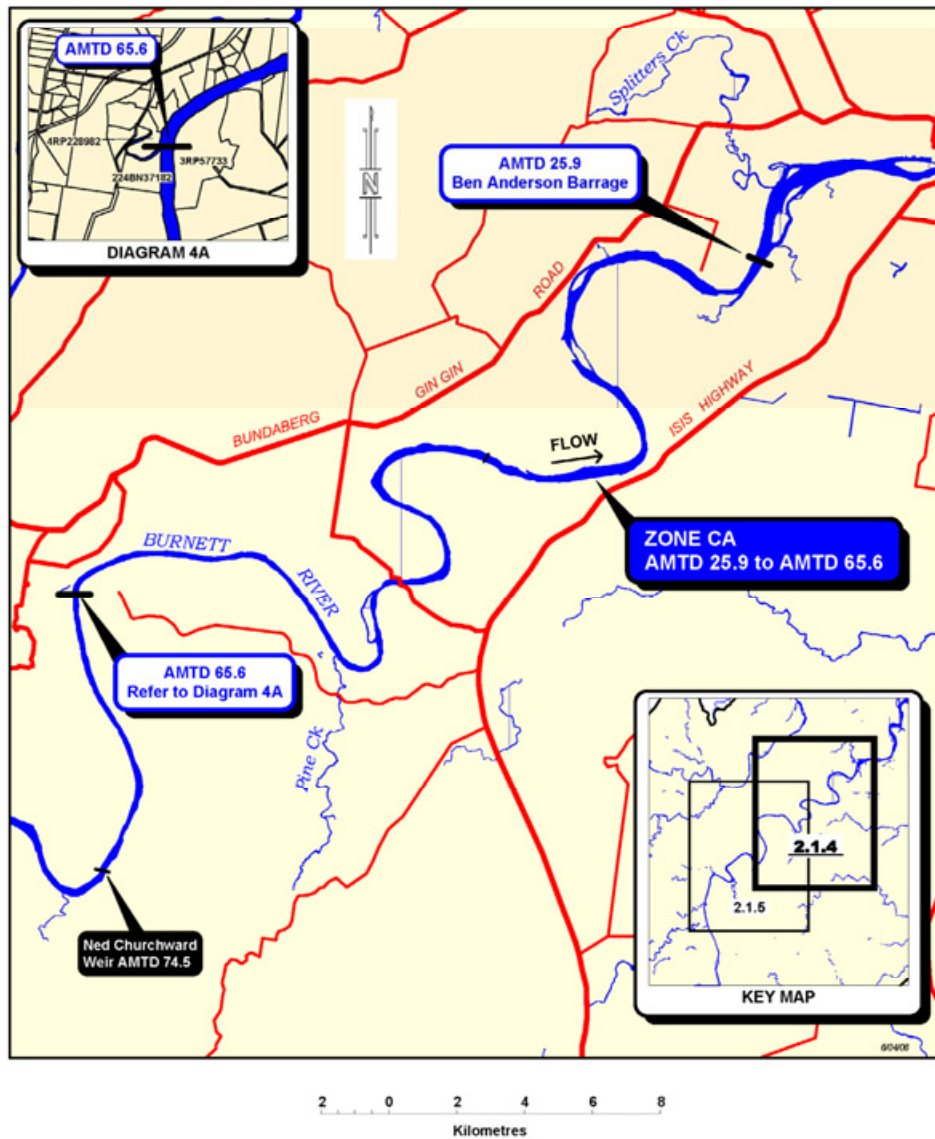 AMTD 65.6
4RP228982
3RP57733
224BN37182
DIAGRAM 4A
N
Splitters Ck
AMTD 25.9
Ben Anderson Barrage
ROAD
GIN GIN
BUNDABERG
ISIS HIGHWAY
FLOW
ZONE CA
AMTD 25.9 to AMTD 65.6
BURNETT
RIVER
AMTD 65.6
Refer to Diagram 4A
Pine Ck
Ned Churchward
Weir AMTD 74.5
2.1.4
2.1.5
KEY MAP
6/04/06
2 0 2 4 6 8
Kilometres